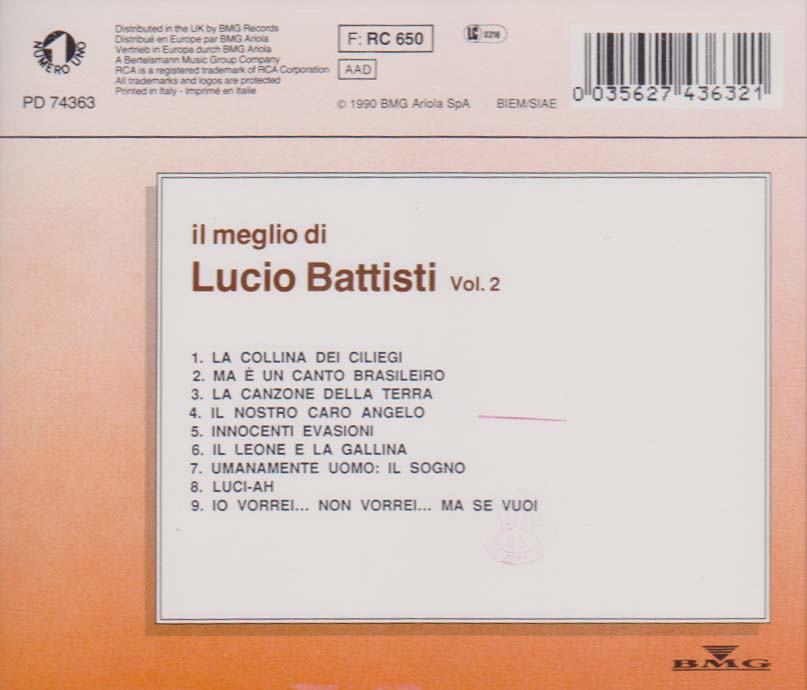 NUMERO UNO
PD 74363
Distributed in the UK by BMG Records
Distribué en Europe par BMG Ariola
Vertrieb in Europa durch BMG Ariola
A Bertelsmann Music Group Company
RCA is a registered trademark of RCA Corporation
All trademarks and logos are protected
Printed in Italy - Imprimé en Italie
F: RC 650
LC 0316
AAD
© 1990 BMG Ariola SpA
BIEM/SIAE
0 035627 436321
il meglio di
Lucio Battisti Vol. 2
1. LA COLLINA DEI CILIEGI
2. MA È UN CANTO BRASILEIRO
3. LA CANZONE DELLA TERRA
4. IL NOSTRO CARO ANGELO
5. INNOCENTI EVASIONI
6. IL LEONE E LA GALLINA
7. UMANAMENTE UOMO: IL SOGNO
8. LUCI-AH
9. IO VORREI... NON VORREI... MA SE VUOI
BMG